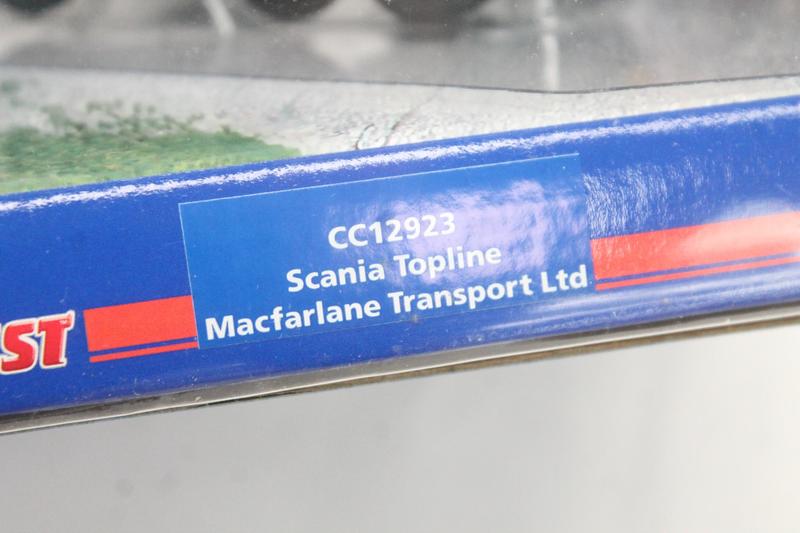 CC12923
Scania Topline
Macfarlane Transport Ltd